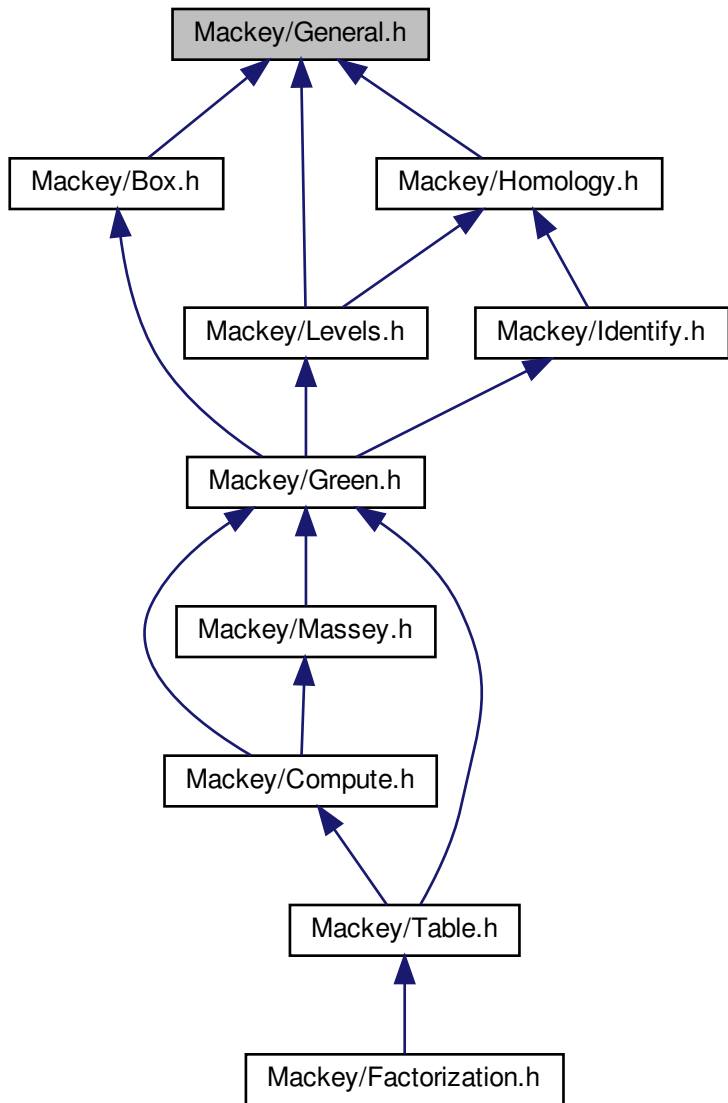 Mackey/General.h
Mackey/Box.h
Mackey/Homology.h
Mackey/Levels.h
Mackey/Identify.h
Mackey/Green.h
Mackey/Massey.h
Mackey/Compute.h
Mackey/Table.h
Mackey/Factorization.h